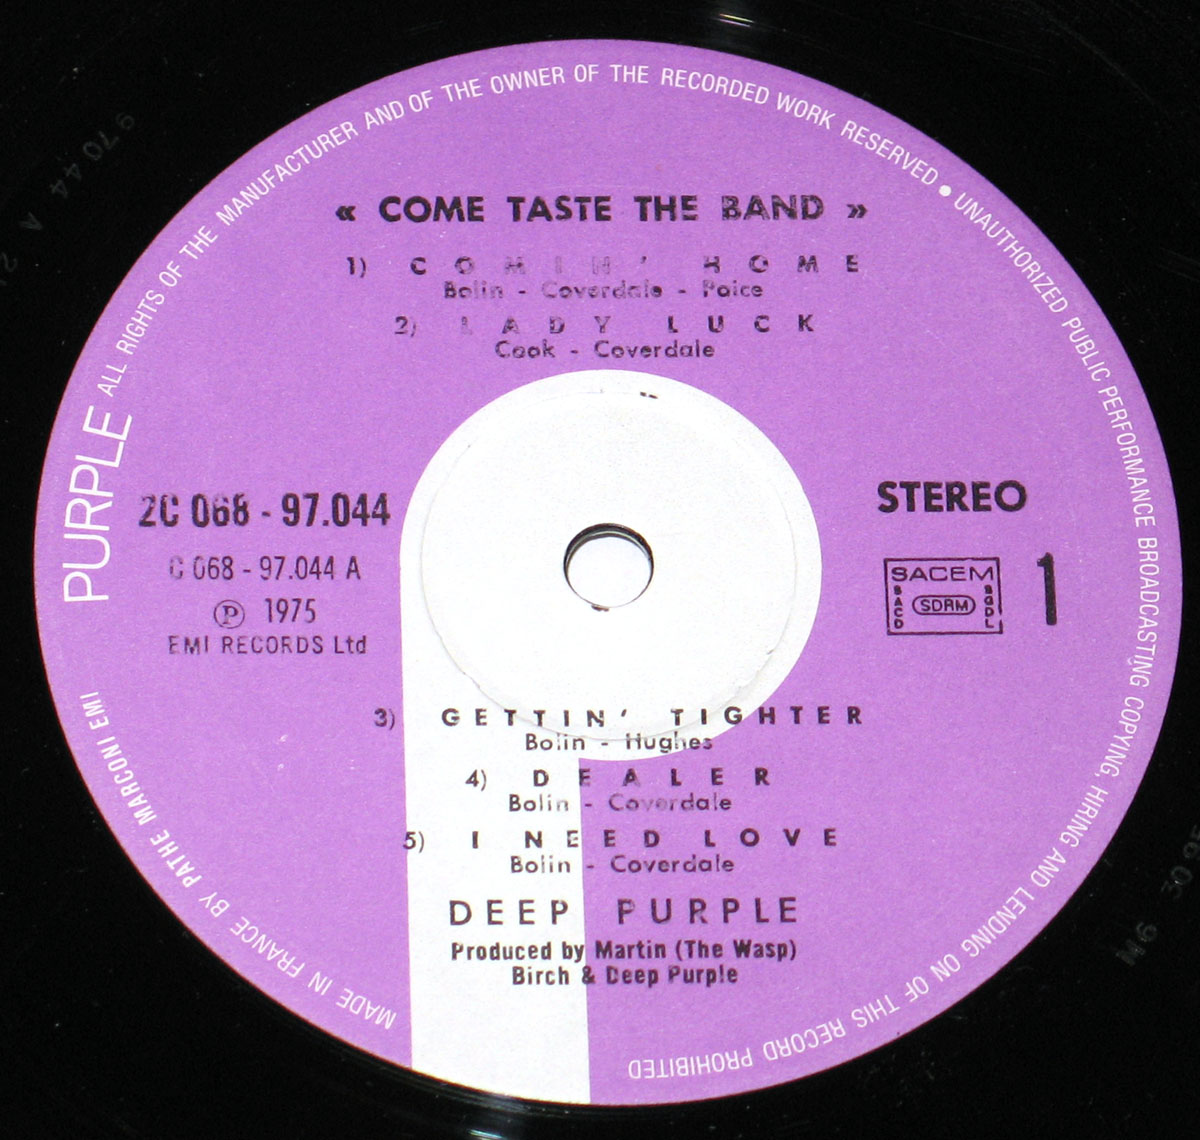 « COME TASTE THE BAND »
1) COMIN' HOME
Bolin - Coverdale - Paice
2) LADY LUCK
Cook - Coverdale
2C 068 - 97.044
C 068 - 97.044 A
Ⓟ 1975
EMI RECORDS Ltd
STEREO
SACEM
SACD
SDRM
SGDL
1
3) GETTIN' TIGHTER
Bolin - Hughes
4) DEALER
Bolin - Coverdale
5) I NEED LOVE
Bolin - Coverdale
DEEP PURPLE
Produced by Martin (The Wasp)
Birch & Deep Purple
PURPLE ALL RIGHTS OF THE MANUFACTURER AND OF THE OWNER OF THE RECORDED WORK RESERVED • UNAUTHORIZED PUBLIC PERFORMANCE BROADCASTING COPYING, HIRING AND LENDING ON OF THIS RECORD PROHIBITED
MADE IN FRANCE BY PATHE MARCONI EMI
97044 A 2